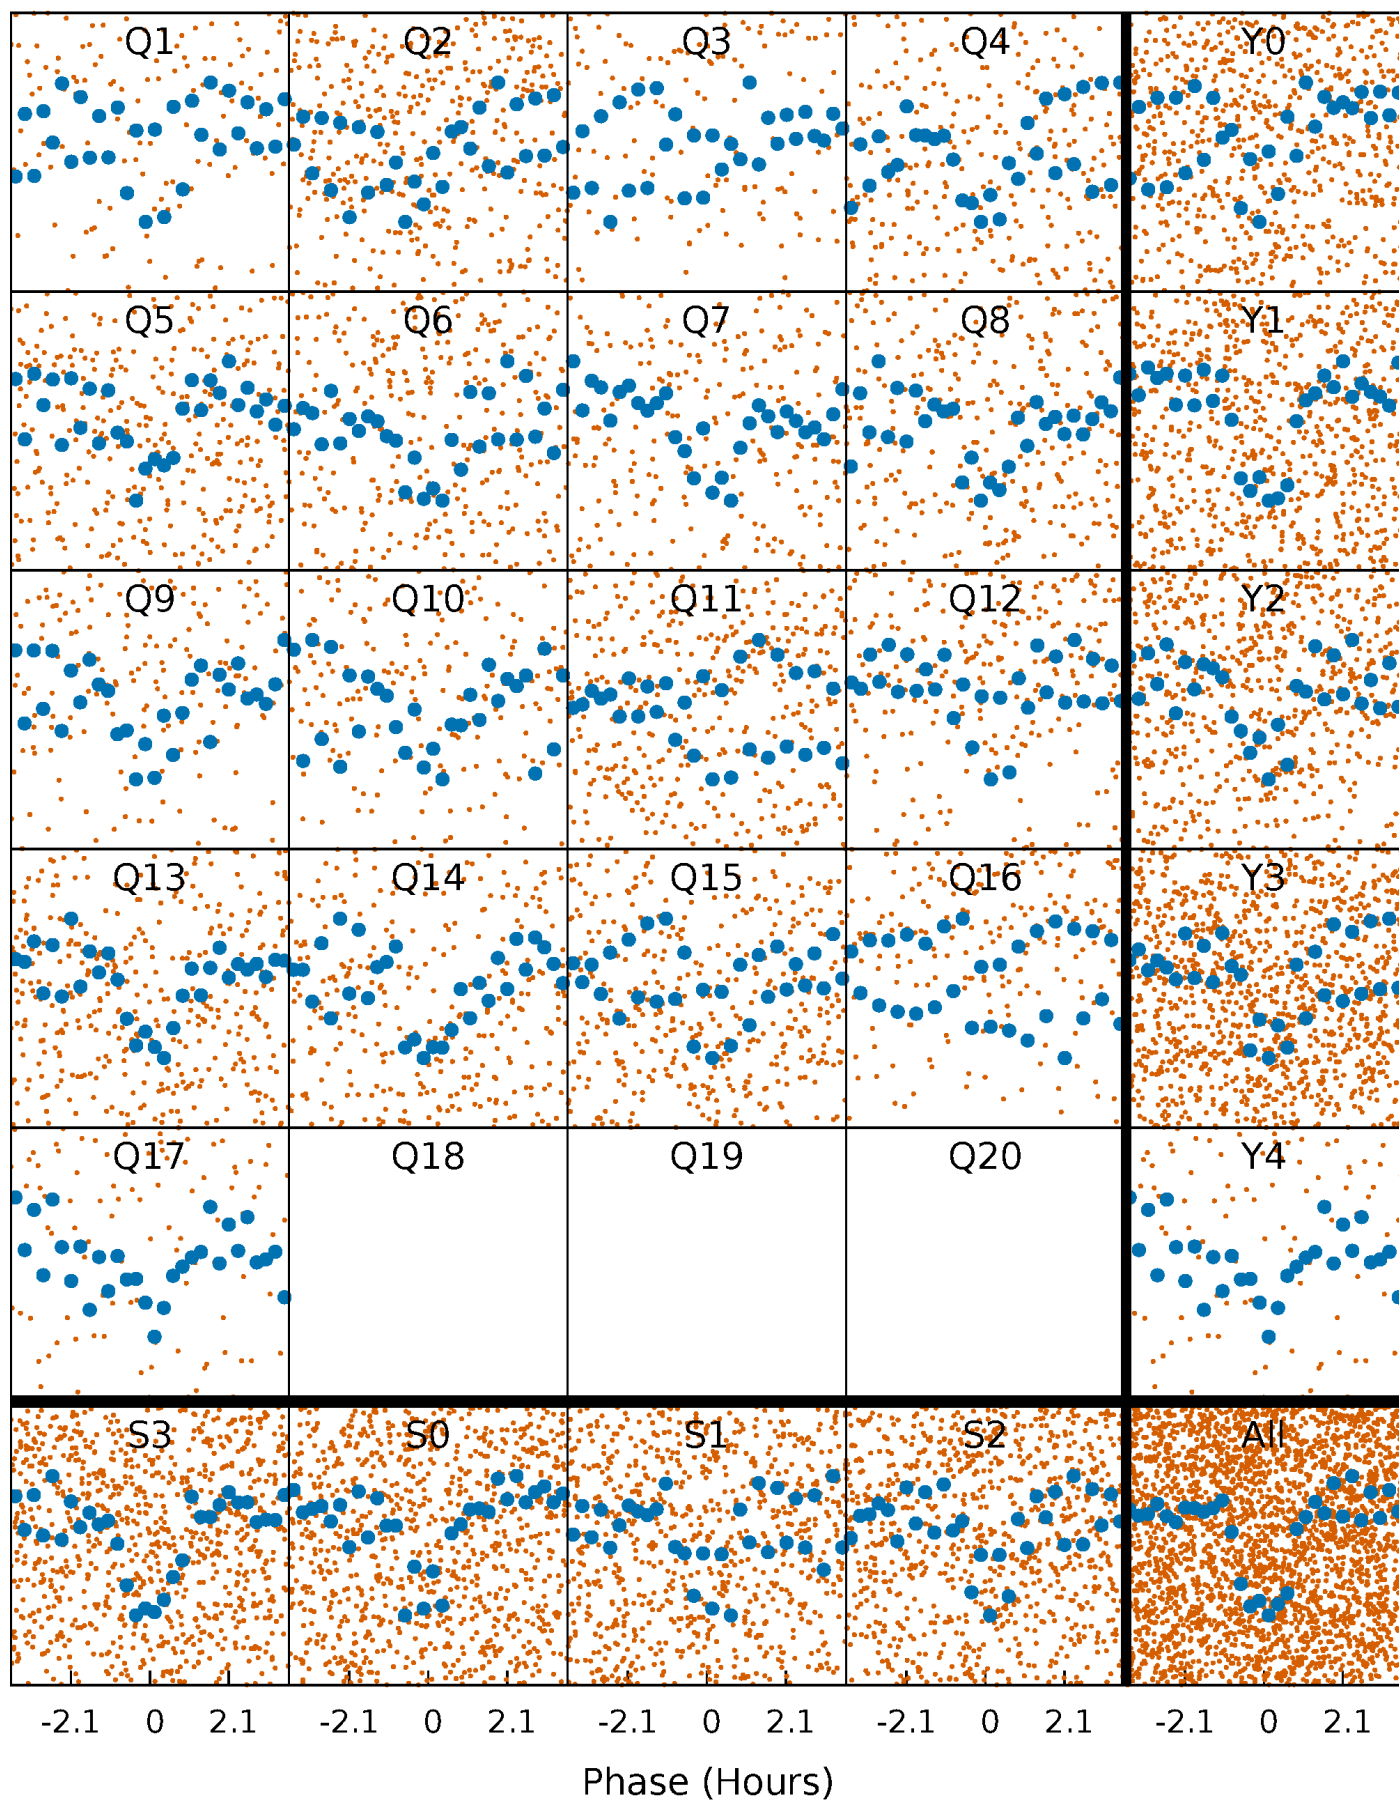 Q1 Q2 Q3 Q4 Y0
Q5 Q6 Q7 Q8 Y1
Q9 Q10 Q11 Q12 Y2
Q13 Q14 Q15 Q16 Y3
Q17 Q18 Q19 Q20 Y4
S3 S0 S1 S2 All
-2.1 0 2.1 -2.1 0 2.1 -2.1 0 2.1 -2.1 0 2.1 -2.1 0 2.1
Phase (Hours)